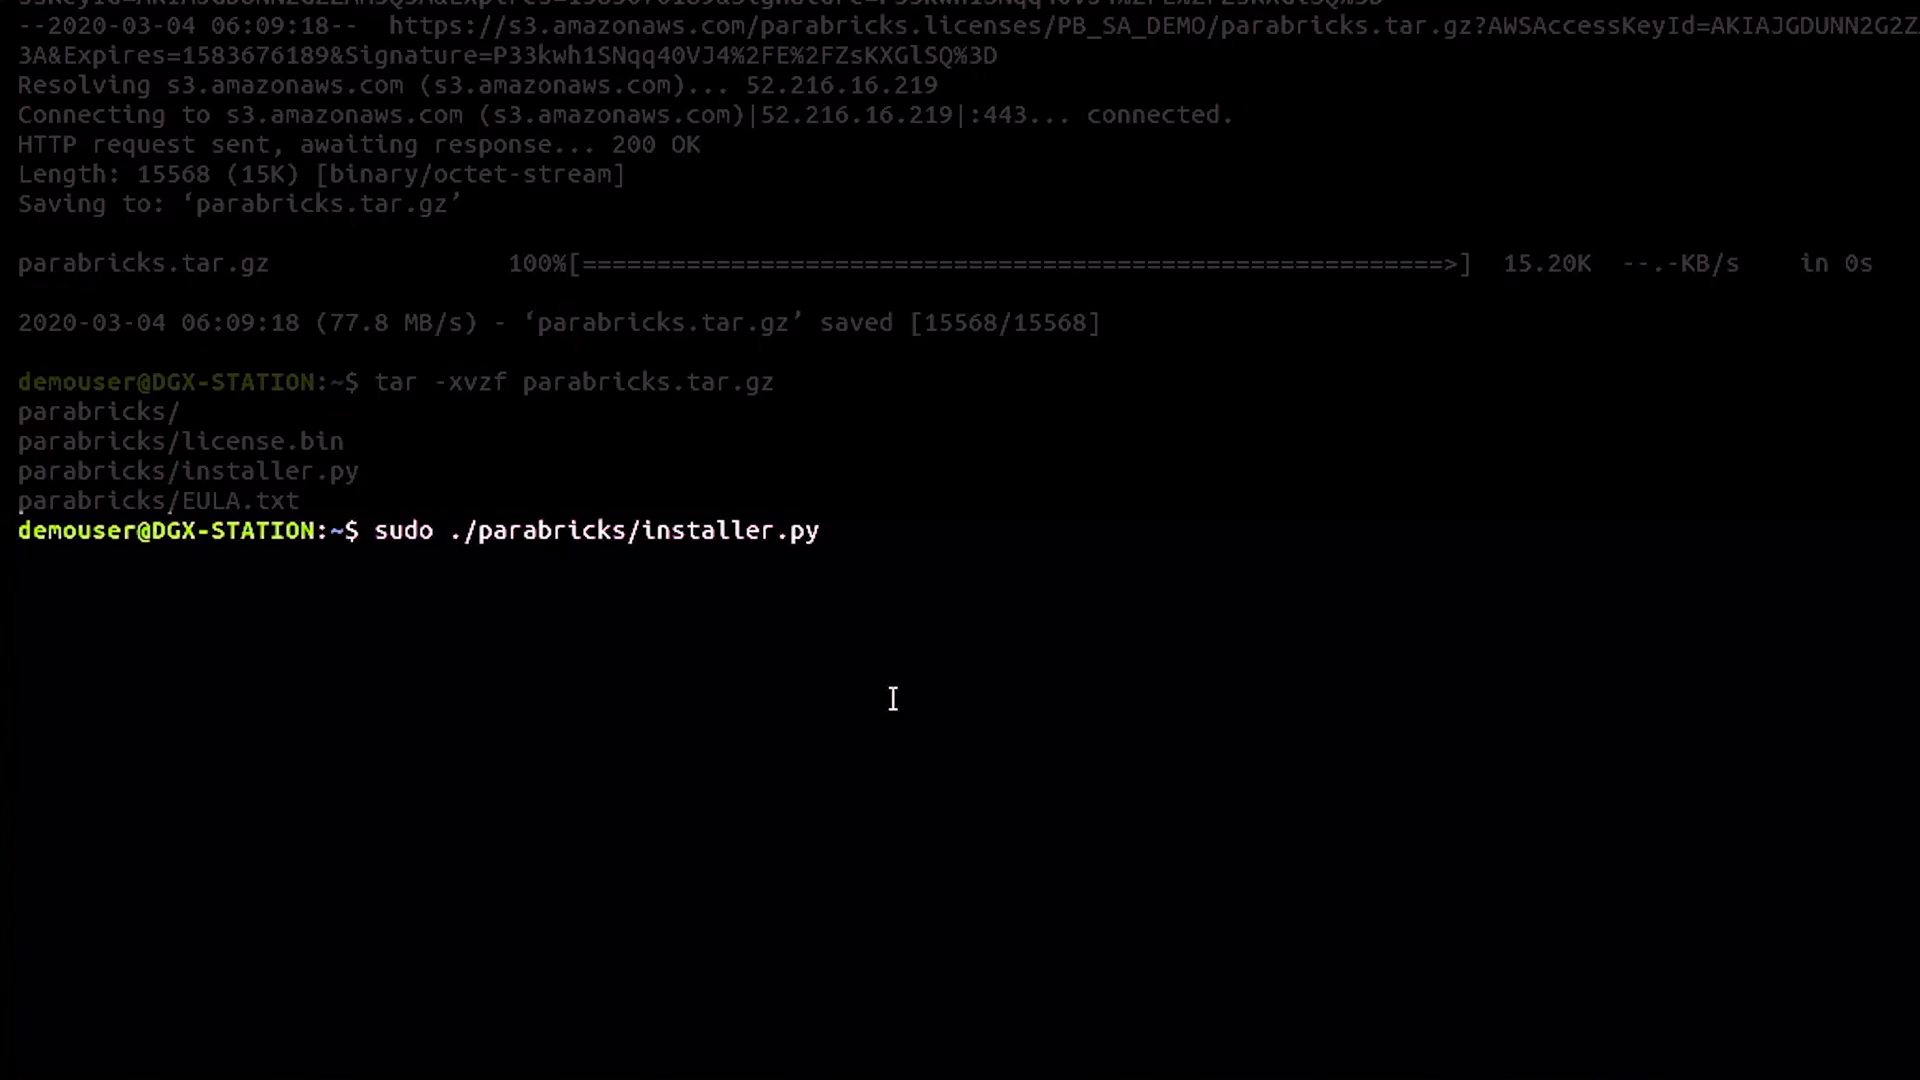 --2020-03-04 06:09:18--  https://s3.amazonaws.com/parabricks.licenses/PB_SA_DEMO/parabricks.tar.gz?AWSAccessKeyId=AKIAJGDUNN2G2Z
3A&Expires=1583676189&Signature=P33kwh1SNqq40VJ4%2FE%2FZsKXGlSQ%3D
Resolving s3.amazonaws.com (s3.amazonaws.com)... 52.216.16.219
Connecting to s3.amazonaws.com (s3.amazonaws.com)|52.216.16.219|:443... connected.
HTTP request sent, awaiting response... 200 OK
Length: 15568 (15K) [binary/octet-stream]
Saving to: ‘parabricks.tar.gz’
parabricks.tar.gz 100%[===========================================================>] 15.20K --.-KB/s in 0s
2020-03-04 06:09:18 (77.8 MB/s) - ‘parabricks.tar.gz’ saved [15568/15568]
demouser@DGX-STATION:~$ tar -xvzf parabricks.tar.gz
parabricks/
parabricks/license.bin
parabricks/installer.py
parabricks/EULA.txt
demouser@DGX-STATION:~$ sudo ./parabricks/installer.py